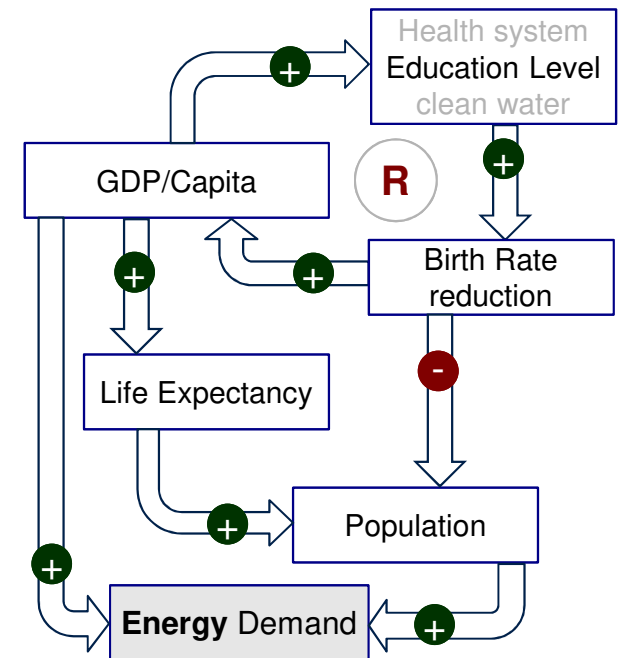 Health system
Education Level
clean water
+
GDP/Capita
R
+
Birth Rate
reduction
+
+
-
Life Expectancy
Population
+
+
Energy Demand
+